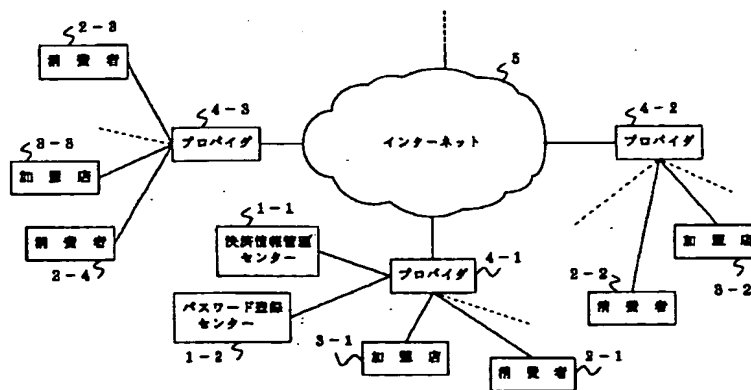 2-3
消費者
5
4-3
4-2
プロバイダ
インターネット
プロバイダ
3-3
加盟店
1-1
消費者
決済情報管理
センター
加盟店
2-4
プロバイダ
4-1
2-2
3-2
パスワード登録
センター
消費者
3-1
1-2
加盟店
2-1
消費者